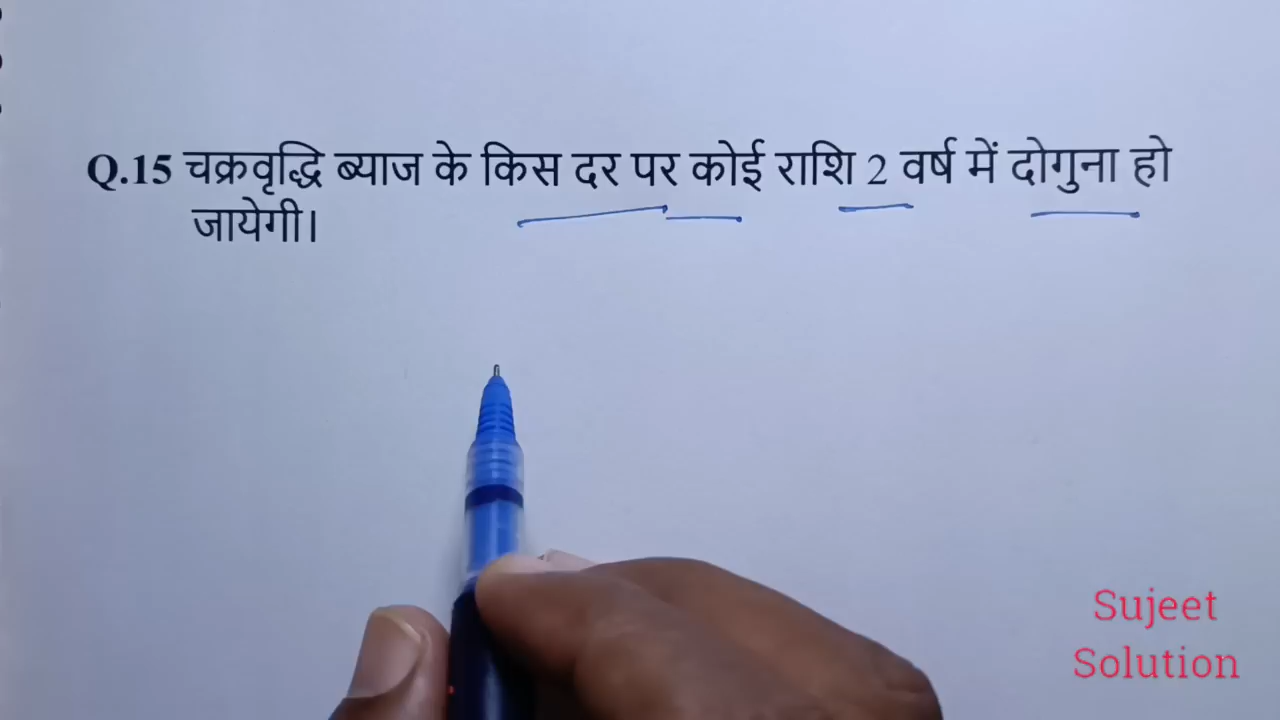 Q.15 चक्रवृद्धि ब्याज के किस दर पर कोई राशि 2 वर्ष में दोगुना हो
जायेगी।
Sujeet
Solution